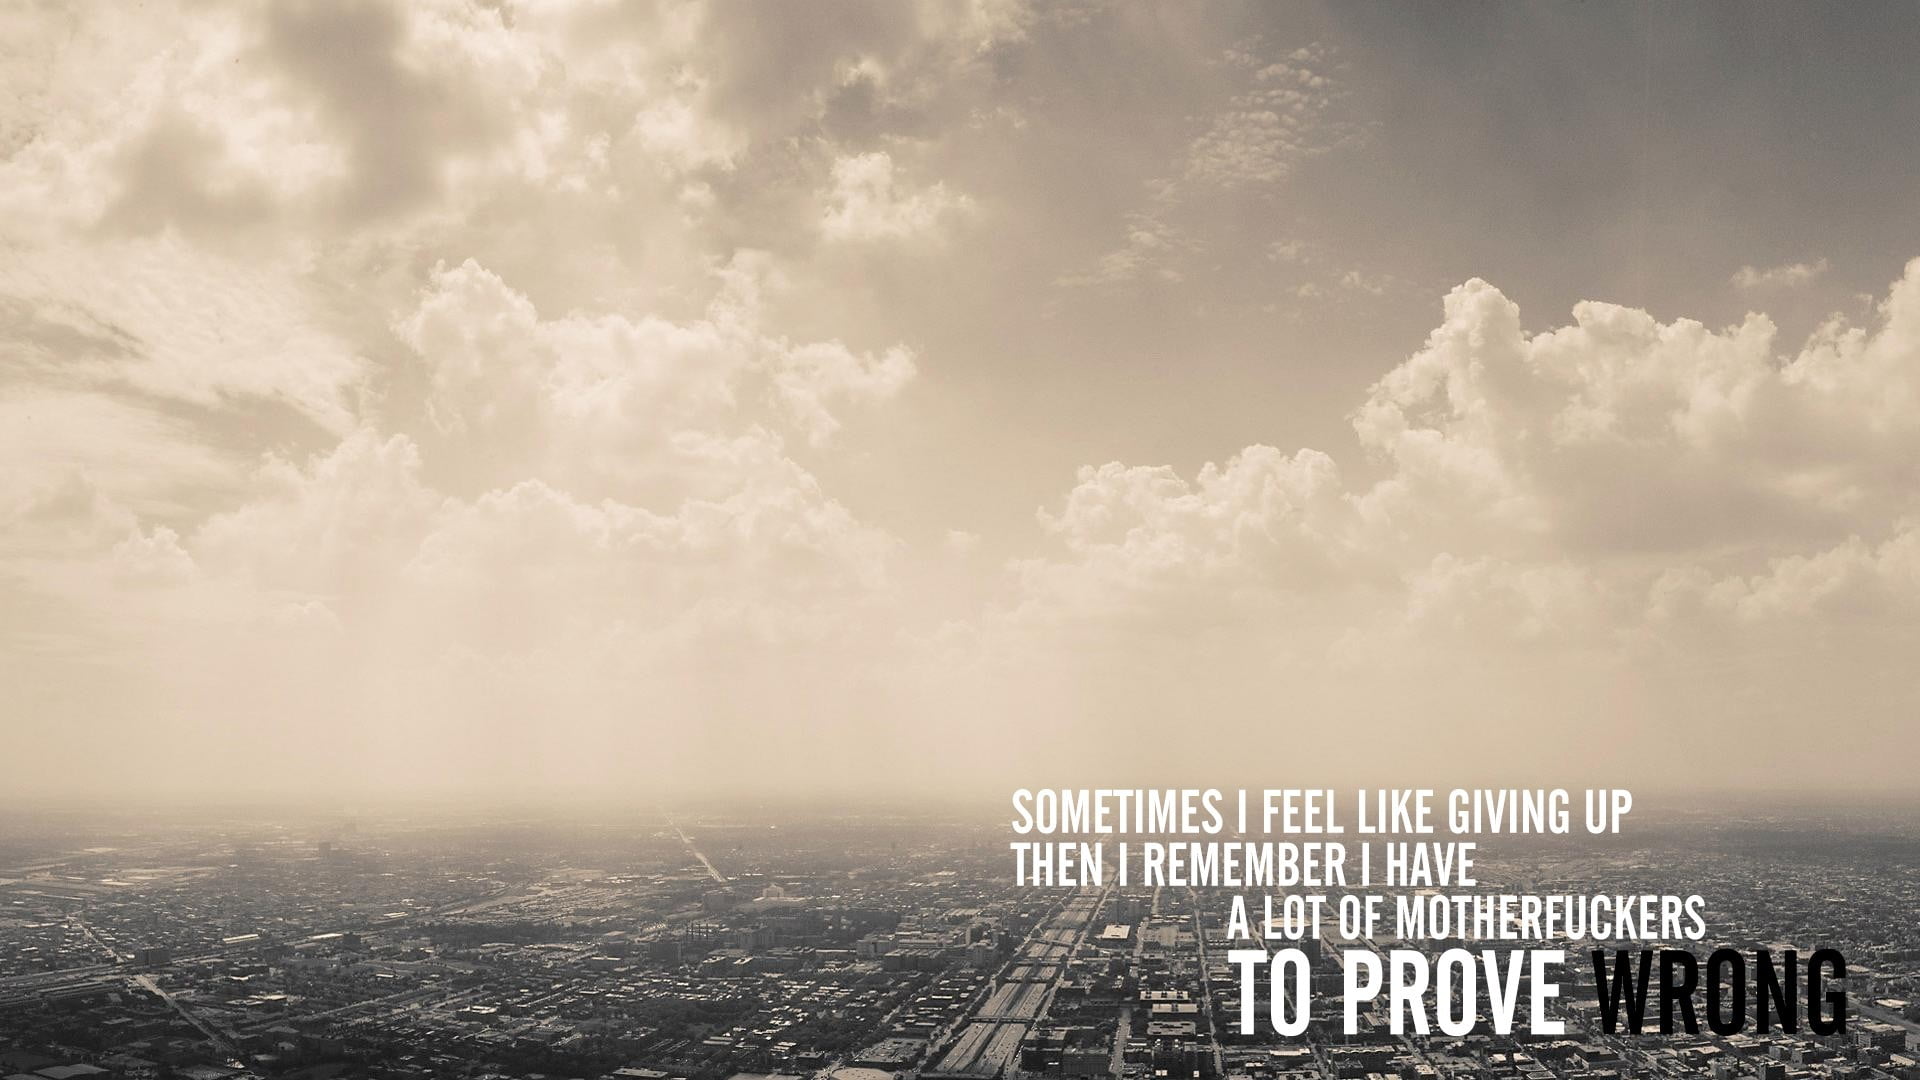 SOMETIMES I FEEL LIKE GIVING UP
THEN I REMEMBER I HAVE
A LOT OF MOTHERFUCKERS
TO PROVE WRONG